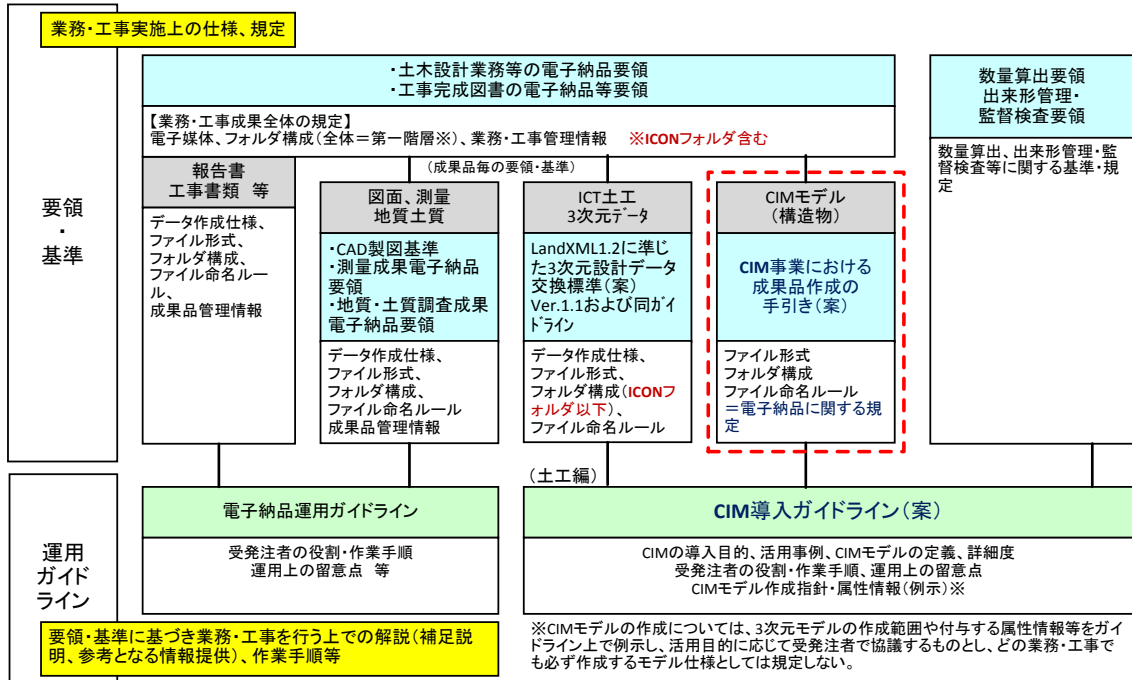 業務・工事実施上の仕様、規定
要領
・
基準
・土木設計業務等の電子納品要領
・工事完成図書の電子納品等要領
【業務・工事成果全体の規定】
電子媒体、フォルダ構成(全体=第一階層※)、業務・工事管理情報 ※ICONフォルダ含む
(成果品毎の要領・基準)
報告書
工事書類 等
データ作成仕様、
ファイル形式、
フォルダ構成、
ファイル命名ルー
ル、
成果品管理情報
図面、測量
地質土質
・CAD製図基準
・測量成果電子納品
要領
・地質・土質調査成果
電子納品要領
データ作成仕様、
ファイル形式、
フォルダ構成、
ファイル命名ルール
成果品管理情報
ICT土工
3次元データ
LandXML1.2に準じ
た3次元設計データ
交換標準(案)
Ver.1.1および同ガイ
ドライン
データ作成仕様、
ファイル形式、
フォルダ構成(ICONフ
ォルダ以下)、
ファイル命名ルール
CIMモデル
(構造物)
CIM事業における
成果品作成の
手引き(案)
ファイル形式
フォルダ構成
ファイル命名ルール
=電子納品に関する規
定
数量算出要領
出来形管理・
監督検査要領
数量算出、出来形管理・監
督検査等に関する基準・規
定
運用
ガイド
ライン
電子納品運用ガイドライン
受発注者の役割・作業手順
運用上の留意点 等
(土工編)
CIM導入ガイドライン(案)
CIMの導入目的、活用事例、CIMモデルの定義、詳細度
受発注者の役割・作業手順、運用上の留意点
CIMモデル作成指針・属性情報(例示)※
要領・基準に基づき業務・工事を行う上での解説(補足説
明、参考となる情報提供)、作業手順等
※CIMモデルの作成については、3次元モデルの作成範囲や付与する属性情報等をガイ
ドライン上で例示し、活用目的に応じて受発注者で協議するものとし、どの業務・工事で
も必ず作成するモデル仕様としては規定しない。